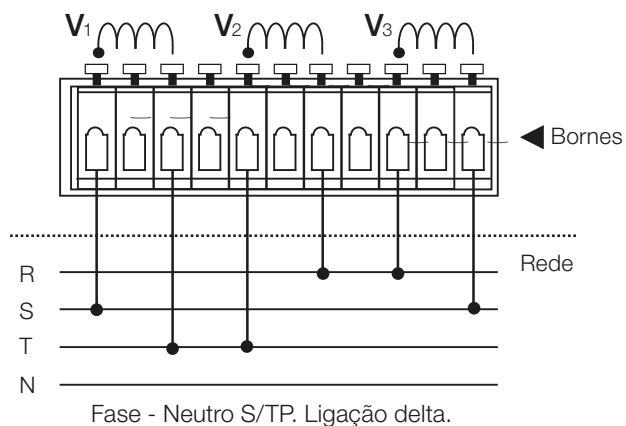 V1 V2 V3
Bornes
Rede
R
S
T
N
Fase - Neutro S/TP. Ligação delta.